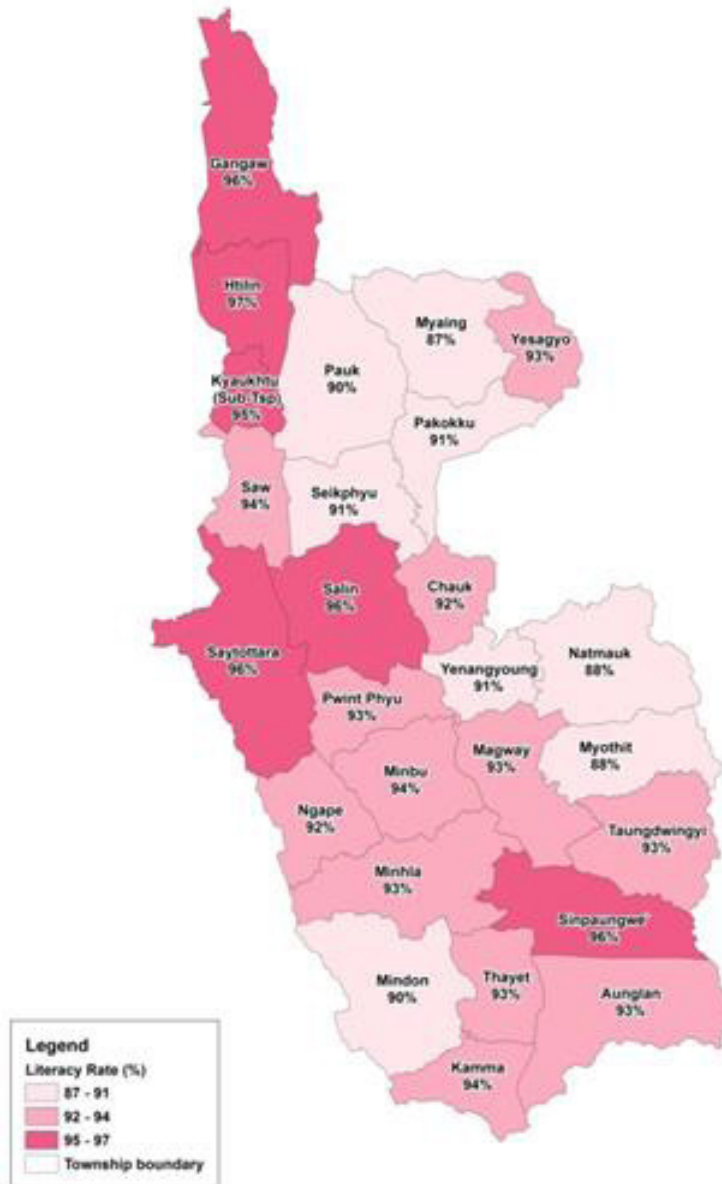 Gangaw
96%
Htilin
97%
Myaing
87%
Yesagyo
93%
Pauk
90%
Kyaukhtu
(Sub-Tsp)
95%
Pakokku
91%
Saw
94%
Seikphyu
91%
Salin
96%
Chauk
92%
Saytottara
96%
Natmauk
88%
Yenangyoung
91%
Pwint Phyu
93%
Magway
93%
Myothit
88%
Minbu
94%
Ngape
92%
Taungdwingyi
93%
Minhla
93%
Sinpaungwe
96%
Mindon
90%
Thayet
93%
Aunglan
93%
Kamma
94%
Legend
Literacy Rate (%)
87 - 91
92 - 94
95 - 97
Township boundary